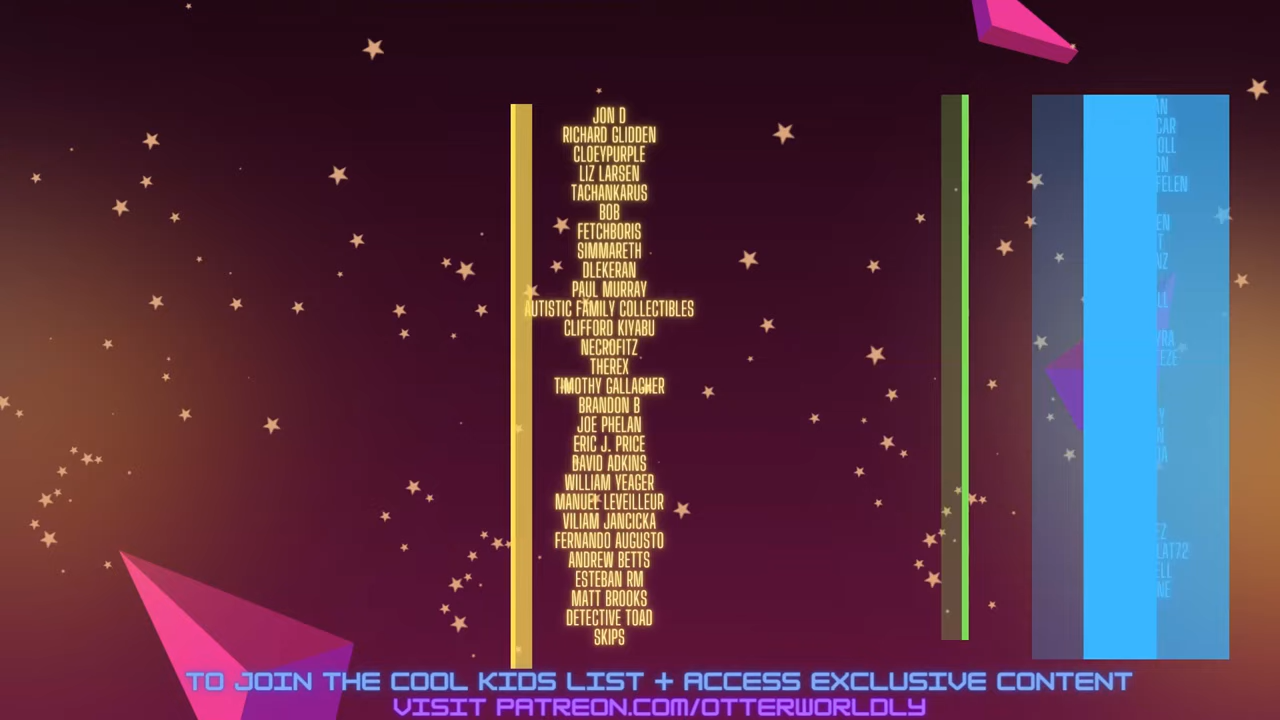 JON D
RICHARD GLIDDEN
CLOEYPURPLE
LIZ LARSEN
TACHANKARUS
BOB
FETCHBORIS
SIMMARETH
DLEKERAN
PAUL MURRAY
AUTISTIC FAMILY COLLECTIBLES
CLIFFORD KIYABU
NECROFITZ
THEREX
TIMOTHY GALLAGHER
BRANDON B
JOE PHELAN
ERIC J. PRICE
DAVID ADKINS
WILLIAM YEAGER
MANUEL LEVEILLEUR
VILIAM JANCICKA
FERNANDO AUGUSTO
ANDREW BETTS
ESTEBAN RM
MATT BROOKS
DETECTIVE TOAD
SKIPS
TO JOIN THE COOL KIDS LIST + ACCESS EXCLUSIVE CONTENT
VISIT PATREON.COM/OTTERWORLDLY